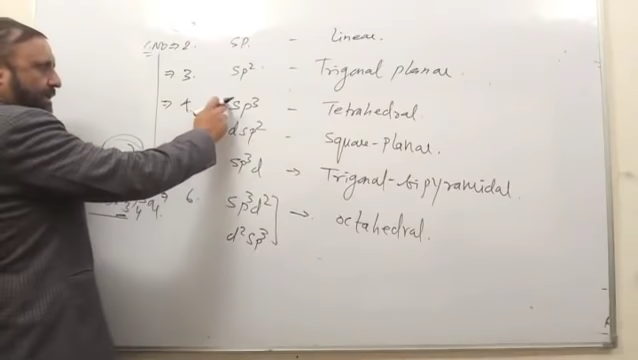 CNO => 2. sp. - Linear.
=> 3. sp² - Trigonal planar.
=> 4 sp³ - Tetrahedral.
dsp² - Square-planar.
sp³d → Trigonal-bipyramidal.
6. sp³d²
d²sp³ → octahedral.